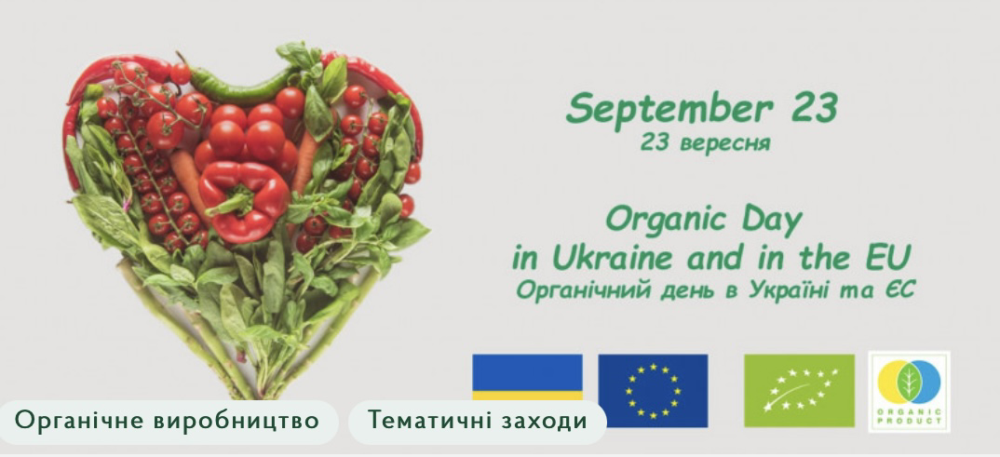 September 23
23 вересня
Organic Day
in Ukraine and in the EU
Органічний день в Україні та ЄС
ORGANIC
PRODUCT
Органічне виробництво
Тематичні заходи